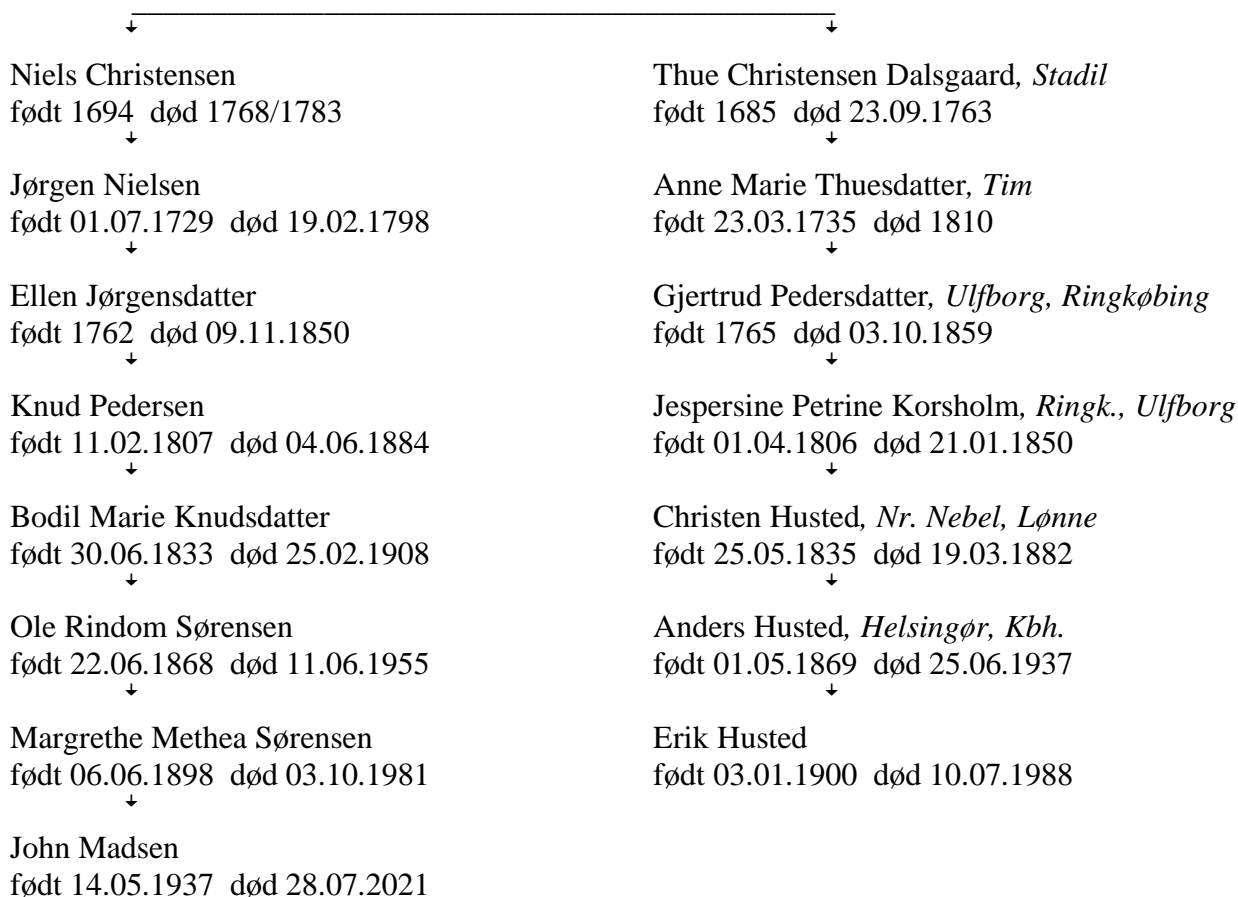 Niels Christensen
født 1694 død 1768/1783
Jørgen Nielsen
født 01.07.1729 død 19.02.1798
Ellen Jørgensdatter
født 1762 død 09.11.1850
Knud Pedersen
født 11.02.1807 død 04.06.1884
Bodil Marie Knudsdatter
født 30.06.1833 død 25.02.1908
Ole Rindom Sørensen
født 22.06.1868 død 11.06.1955
Margrethe Methea Sørensen
født 06.06.1898 død 03.10.1981
John Madsen
født 14.05.1937 død 28.07.2021
Thue Christensen Dalsgaard, Stadil
født 1685 død 23.09.1763
Anne Marie Thuesdatter, Tim
født 23.03.1735 død 1810
Gjertrud Pedersdatter, Ulfborg, Ringkøbing
født 1765 død 03.10.1859
Jespersine Petrine Korsholm, Ringk., Ulfborg
født 01.04.1806 død 21.01.1850
Christen Husted, Nr. Nebel, Lønne
født 25.05.1835 død 19.03.1882
Anders Husted, Helsingør, Kbh.
født 01.05.1869 død 25.06.1937
Erik Husted
født 03.01.1900 død 10.07.1988